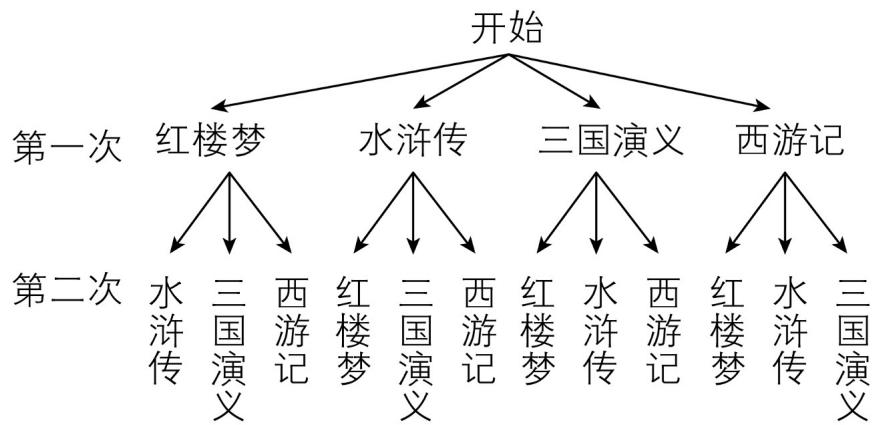 开始
第一次 红楼梦 水浒传 三国演义 西游记
第二次 水浒传 三国演义 西游记 红楼梦 三国演义 西游记 红楼梦 水浒传 西游记 红楼梦 水浒传 三国演义